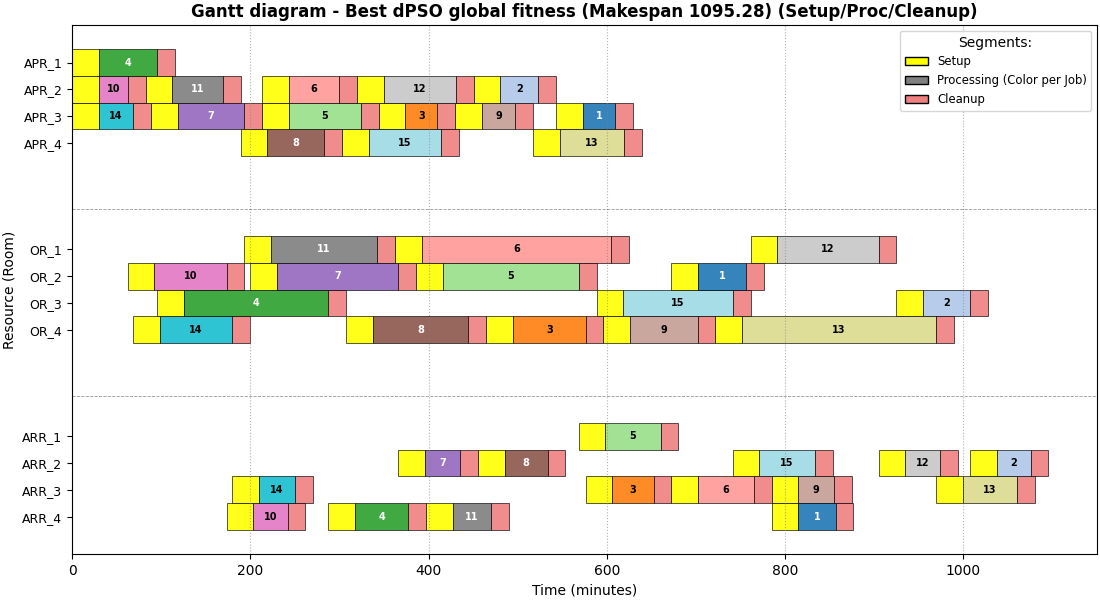 Gantt diagram - Best dPSO global fitness (Makespan 1095.28) (Setup/Proc/Cleanup)
Segments:
Setup
Processing (Color per Job)
Cleanup
Resource (Room)
APR_1
4
APR_2
10 11 6 12 2
APR_3
14 7 5 3 9 1
APR_4
8 15 13
OR_1
11 6 12
OR_2
10 7 5 1
OR_3
4 15 2
OR_4
14 8 3 9 13
ARR_1
5
ARR_2
7 8 15 12 2
ARR_3
14 3 6 9 13
ARR_4
10 4 11 1
0 200 400 600 800 1000
Time (minutes)